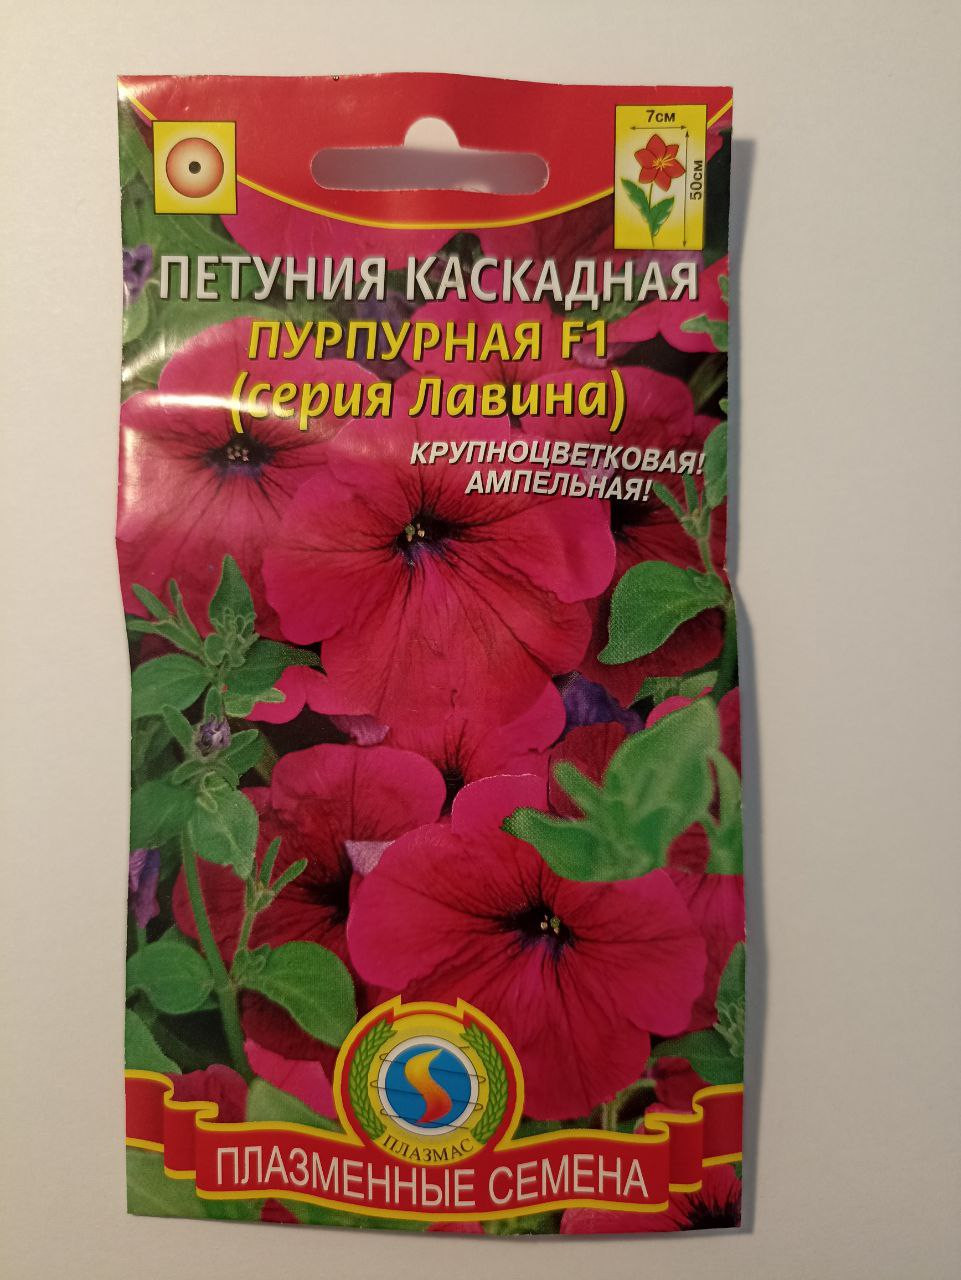 7см
50см
ПЕТУНИЯ КАСКАДНАЯ
ПУРПУРНАЯ F1
(серия Лавина)
КРУПНОЦВЕТКОВАЯ!
АМПЕЛЬНАЯ!
ПЛАЗМАС
ПЛАЗМЕННЫЕ СЕМЕНА